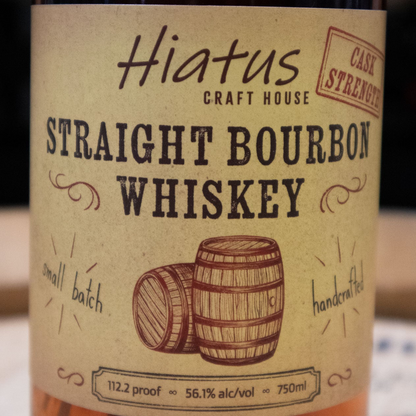 Hiatus
CRAFT HOUSE
CASK
STRENGTH
STRAIGHT BOURBON
WHISKEY
small batch
handcrafted
112.2 proof ∞ 56.1% alc/vol ∞ 750ml